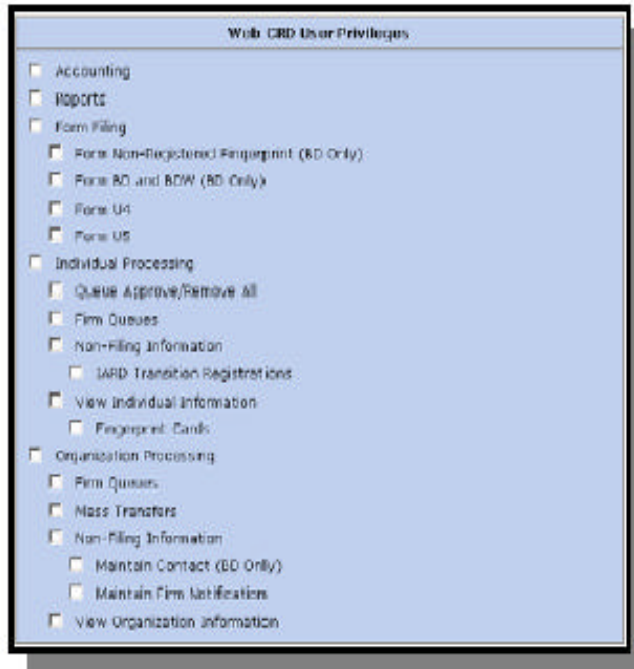 Web CRD User Privileges
Accounting
Reports
Form Filing
Form Non-Registered Fingerprint (BD Only)
Form BD and BDW (BD Only)
Form U4
Form U5
Individual Processing
Queue Approve/Remove All
Firm Queues
Non-Filing Information
IARD Transition Registrations
View Individual Information
Fingerprint Cards
Organization Processing
Firm Queues
Mass Transfers
Non-Filing Information
Maintain Contact (BD Only)
Maintain Firm Notification
View Organization Information